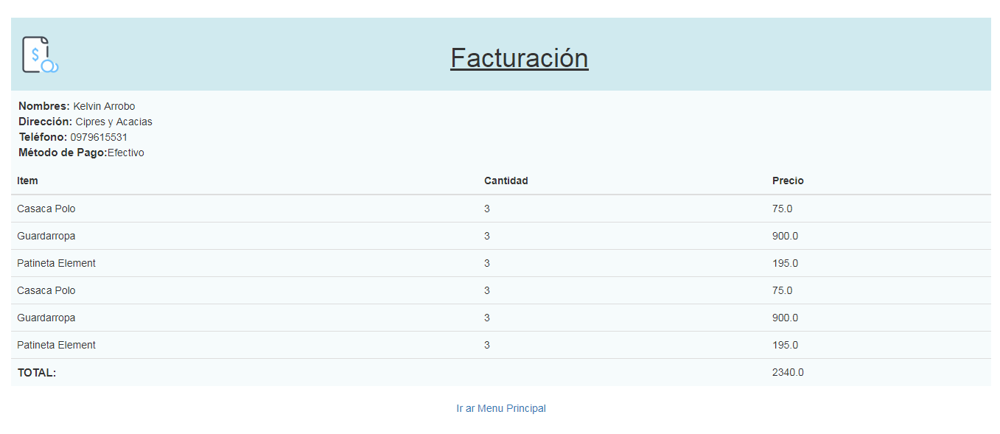 $
Facturación
Nombres: Kelvin Arrobo
Dirección: Cipres y Acacias
Teléfono: 0979615531
Método de Pago:Efectivo
Item Cantidad Precio
Casaca Polo 3 75.0
Guardarropa 3 900.0
Patineta Element 3 195.0
Casaca Polo 3 75.0
Guardarropa 3 900.0
Patineta Element 3 195.0
TOTAL: 2340.0
Ir ar Menu Principal